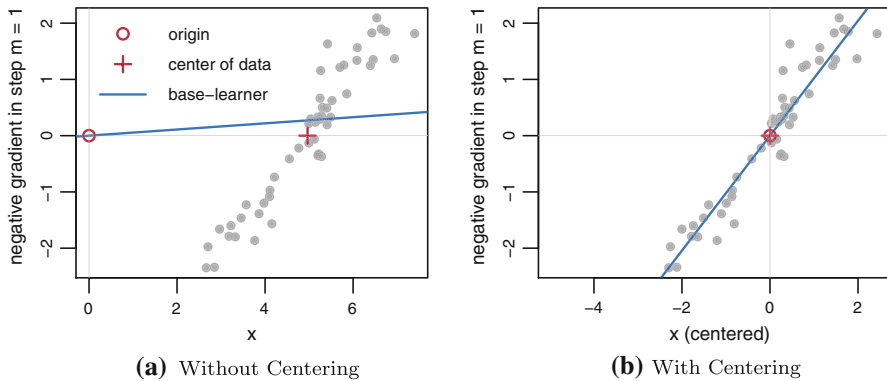 negative gradient in step m = 1
2
1
0
-1
-2
origin
center of data
base-learner
0 2 4 6
x
(a) Without Centering
negative gradient in step m = 1
2
1
0
-1
-2
-4 -2 0 2
x (centered)
(b) With Centering